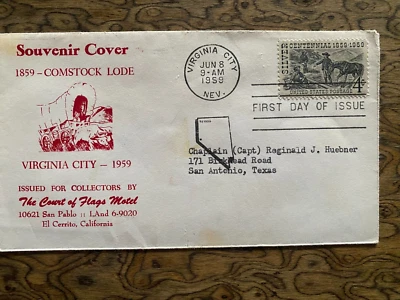 Souvenir Cover
1859 - COMSTOCK LODE
VIRGINIA CITY - 1959
ISSUED FOR COLLECTORS BY
The Court of Flags Motel
10621 San Pablo :: LAnd 6-9020
El Cerrito, California
VIRGINIA CITY
JUN 8
9-AM
1959
NEV.
SILVER
CENTENNIAL 1859-1959
UNITED STATES POSTAGE
4¢
FIRST DAY OF ISSUE
NEVADA
Chaplain (Capt) Reginald J. Huebner
171 Road
San Antonio, Texas